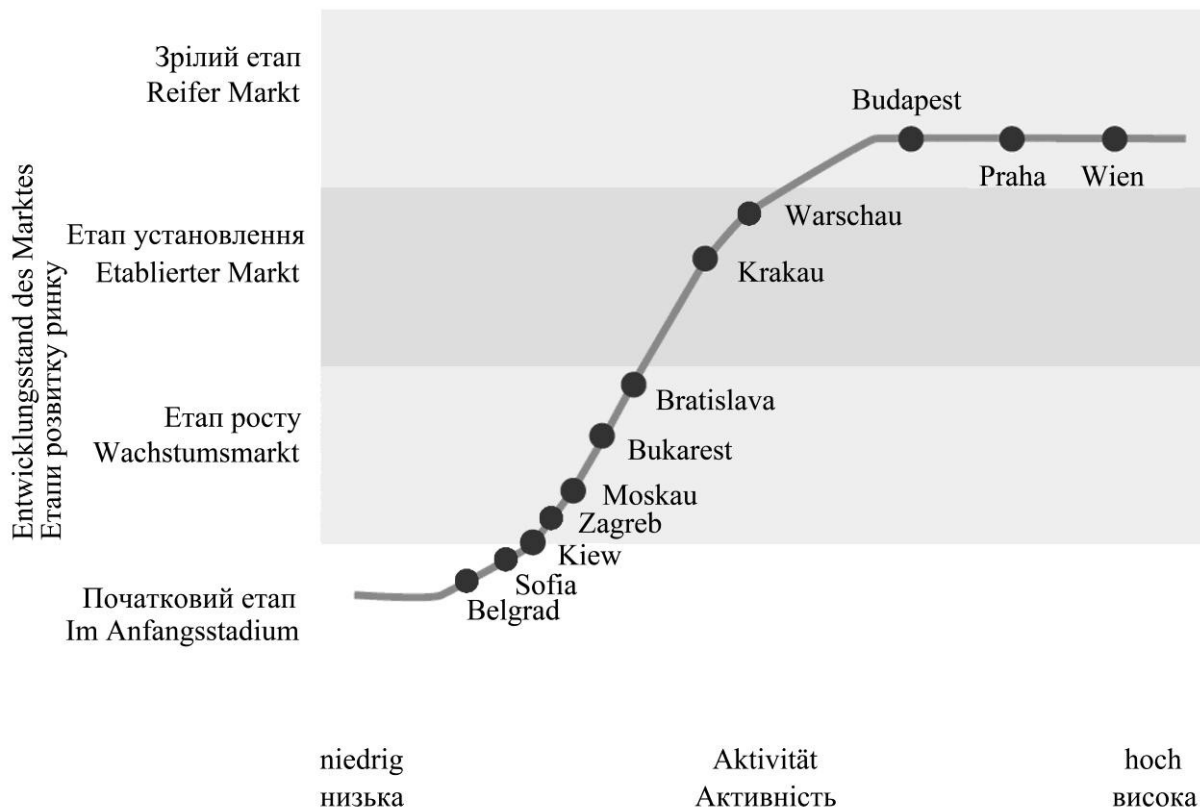 Зрілий етап
Reifer Markt
Budapest
Praha
Wien
Warschau
Етап установлення
Etablierter Markt
Krakau
Entwicklungsstand des Marktes
Етапи розвитку ринку
Bratislava
Етап росту
Wachstumsmarkt
Bukarest
Moskau
Zagreb
Kiew
Sofia
Belgrad
Початковий етап
Im Anfangsstadium
niedrig Aktivität hoch
низька Активність висока